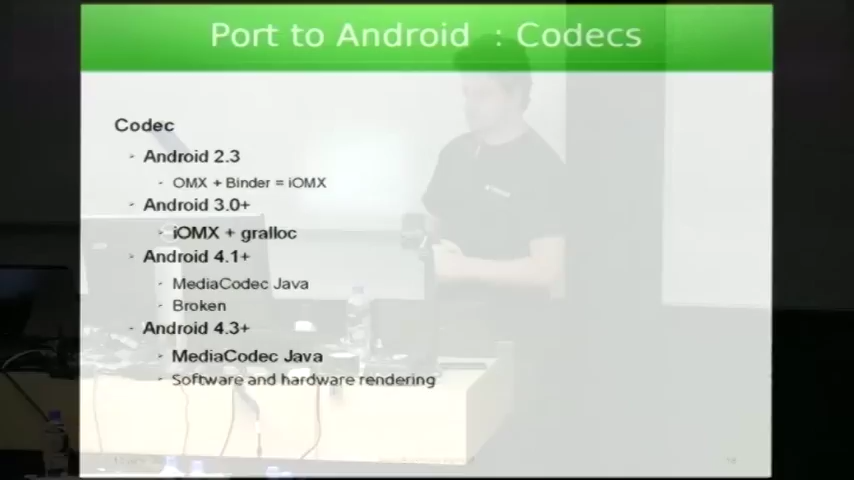 Port to Android : Codecs
Codec
- Android 2.3
- OMX + Binder = iOMX
- Android 3.0+
- iOMX + gralloc
- Android 4.1+
- MediaCodec Java
- Broken
- Android 4.3+
- MediaCodec Java
- Software and hardware rendering